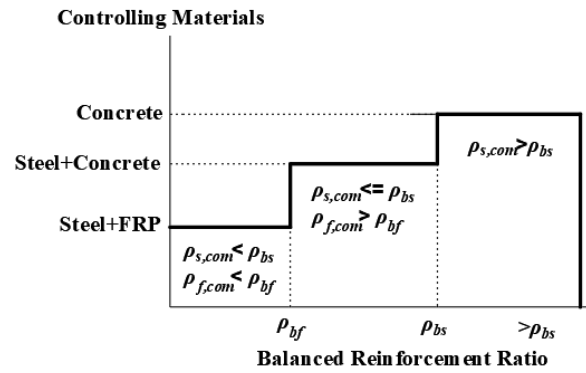 Controlling Materials
Concrete
ρs,com>ρbs
Steel+Concrete
ρs,com<= ρbs
ρf,com> ρbf
Steel+FRP
ρs,com< ρbs
ρf,com< ρbf
ρbf ρbs >ρbs
Balanced Reinforcement Ratio